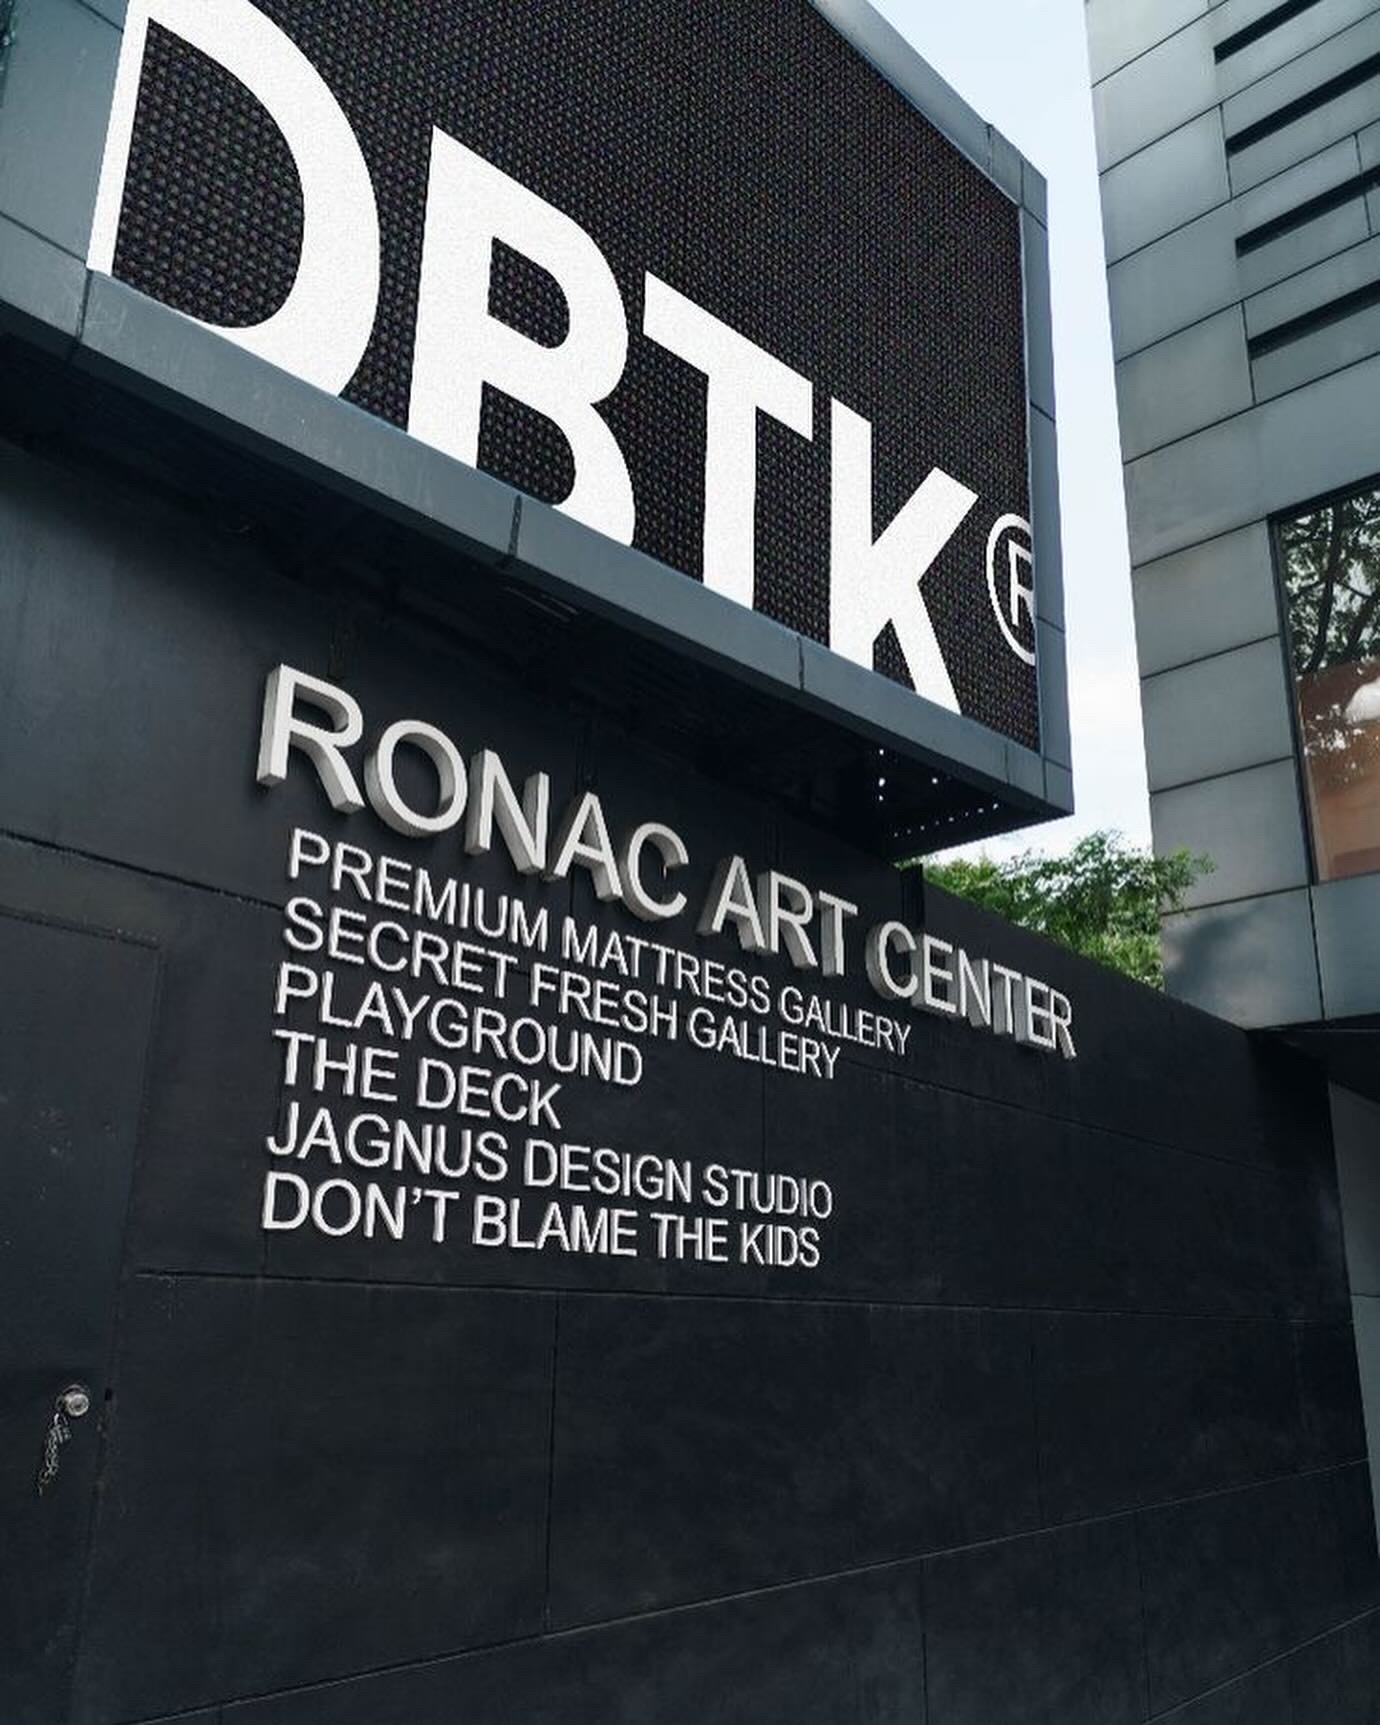 DBTK®
RONAC ART CENTER
PREMIUM MATTRESS GALLERY
SECRET FRESH GALLERY
PLAYGROUND
THE DECK
JAGNUS DESIGN STUDIO
DON'T BLAME THE KIDS